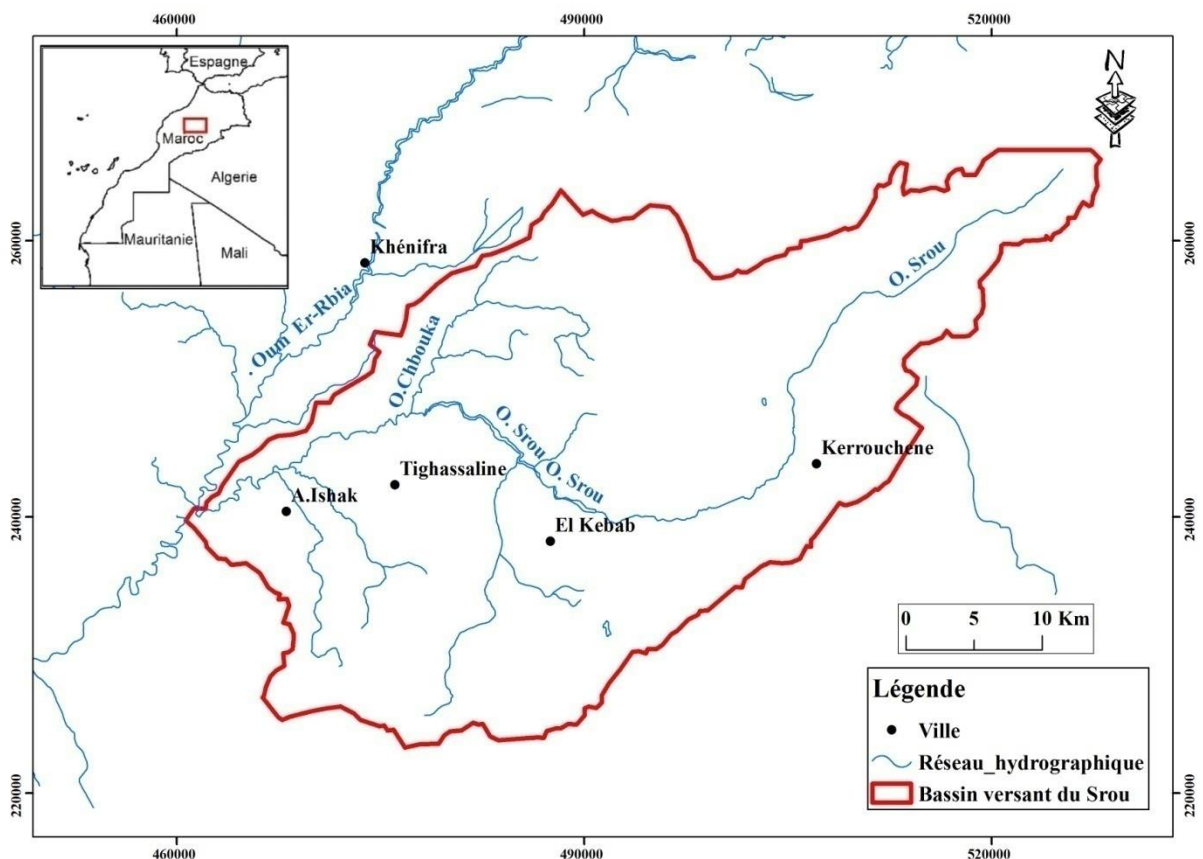 460000
490000
520000
Espagne
Maroc
Algerie
Mauritanie
Mali
N
2600000
2600000
Khénifra
Oum Er-Rbia
O.Chbouka
O. Srou
O. Srou
O. Srou
Kerrouchene
Tighassaline
A.Ishak
El Kebab
2400000
2400000
0 5 10 Km
Légende
Ville
Réseau_hydrographique
Bassin versant du Srou
2200000
2200000
460000
490000
520000